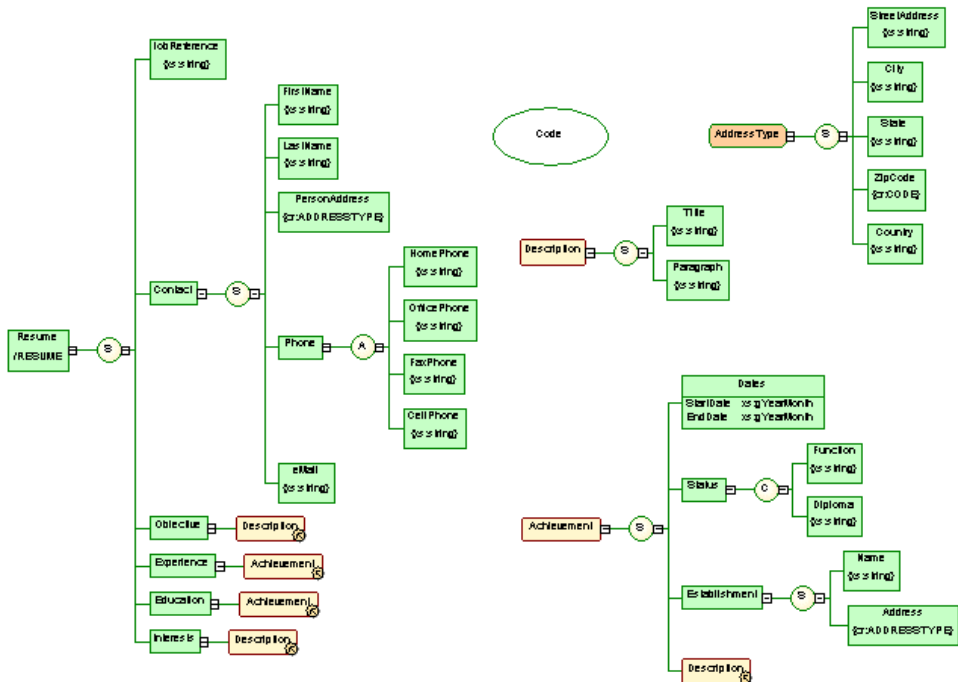 JobReference
{xs:string}
FirstName
{xs:string}
LastName
{xs:string}
PersonAddress
{cr:ADDRESSTYPE}
HomePhone
{xs:string}
OfficePhone
{xs:string}
FaxPhone
{xs:string}
CellPhone
{xs:string}
Phone
A
eMail
{xs:string}
Contact
S
Resume
/RESUME
S
Objective
Description
Experience
Achievement
Education
Achievement
Interests
Description
Code
AddressType
S
StreetAddress
{xs:string}
City
{xs:string}
State
{xs:string}
ZipCode
{cr:CODE}
Country
{xs:string}
Description
S
Title
{xs:string}
Paragraph
{xs:string}
Achievement
S
Dates
StartDate xs:gYearMonth
EndDate xs:gYearMonth
Status
C
Function
{xs:string}
Diploma
{xs:string}
Establishment
S
Name
{xs:string}
Address
{cr:ADDRESSTYPE}
Description